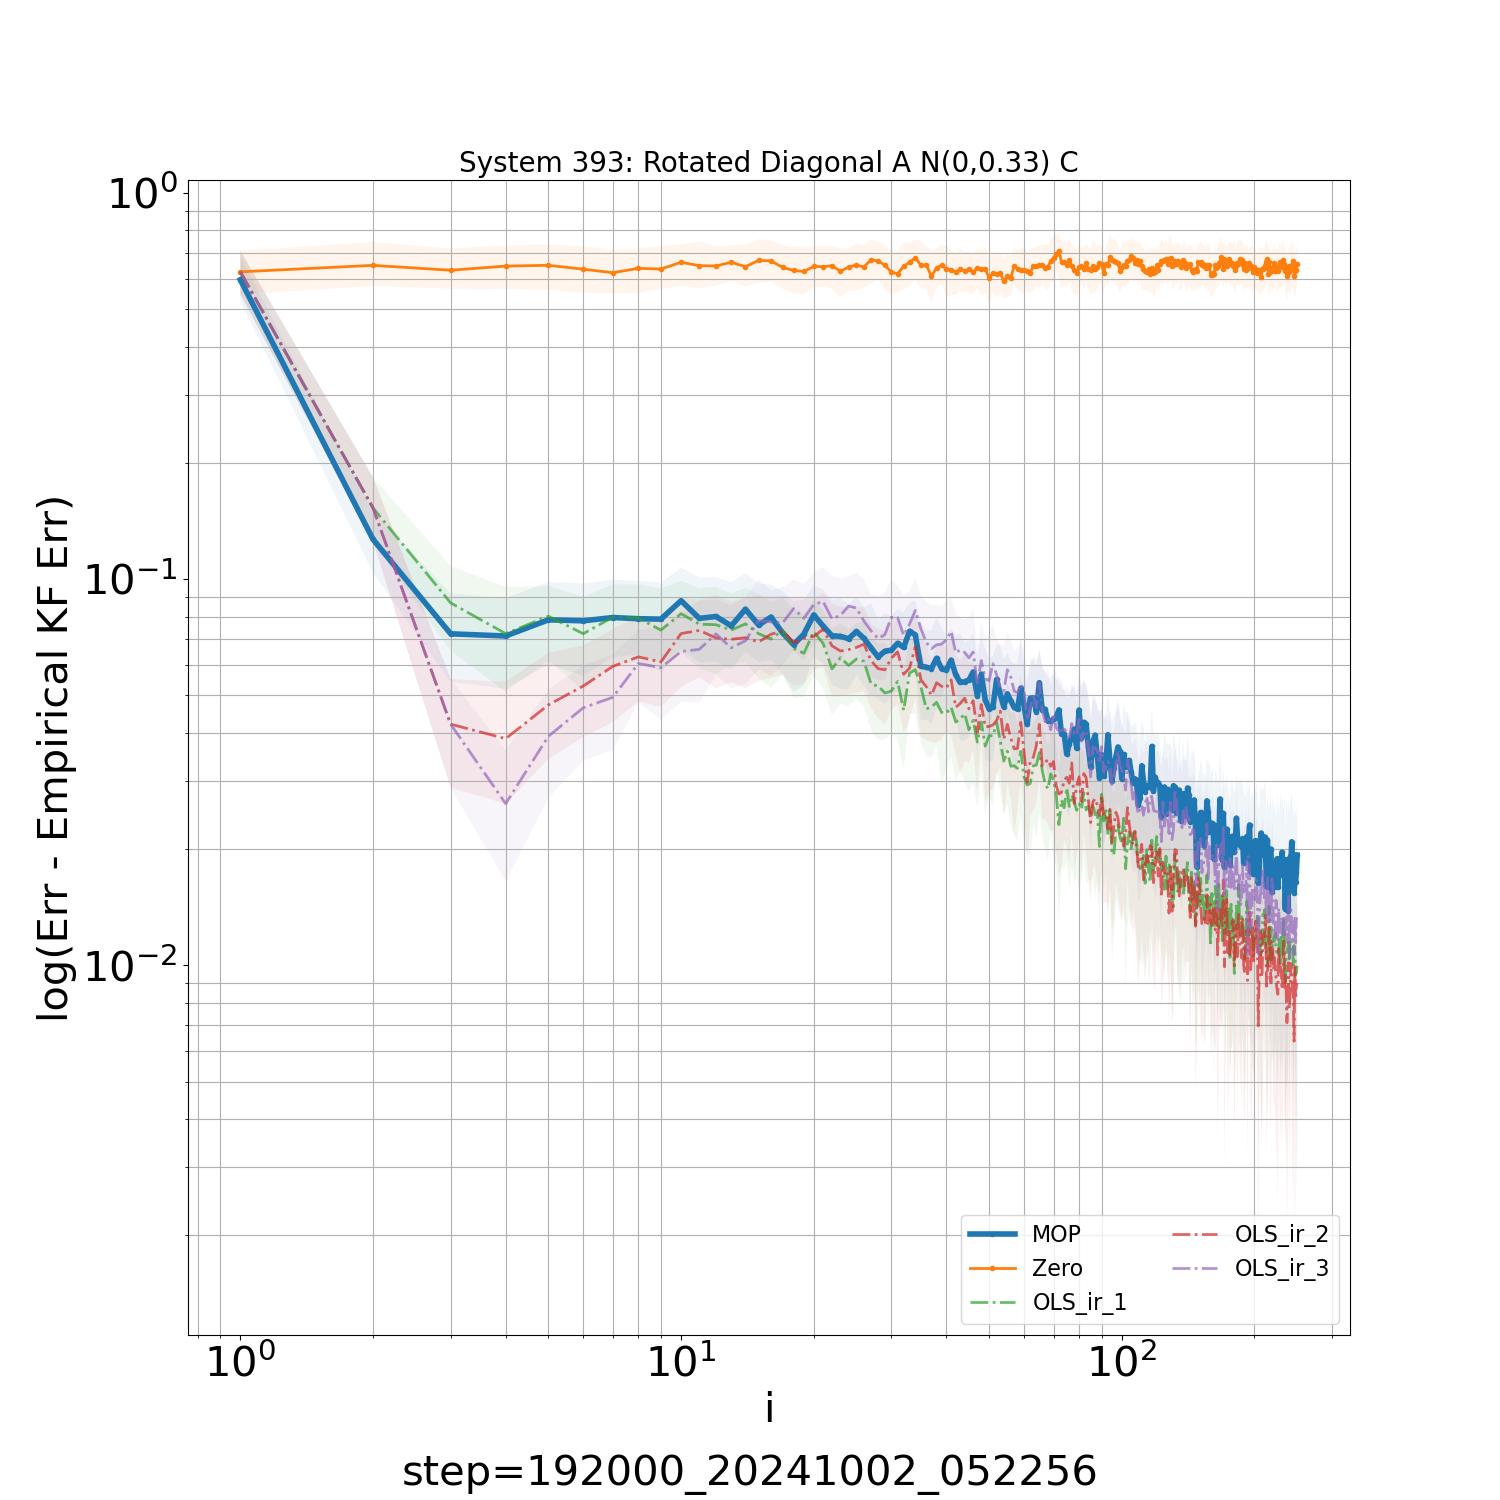 System 393: Rotated Diagonal A N(0,0.33) C
log(Err - Empirical KF Err)
10^0
10^-1
10^-2
10^0 10^1 10^2
i
MOP
Zero
OLS_ir_1
OLS_ir_2
OLS_ir_3
step=192000_20241002_052256